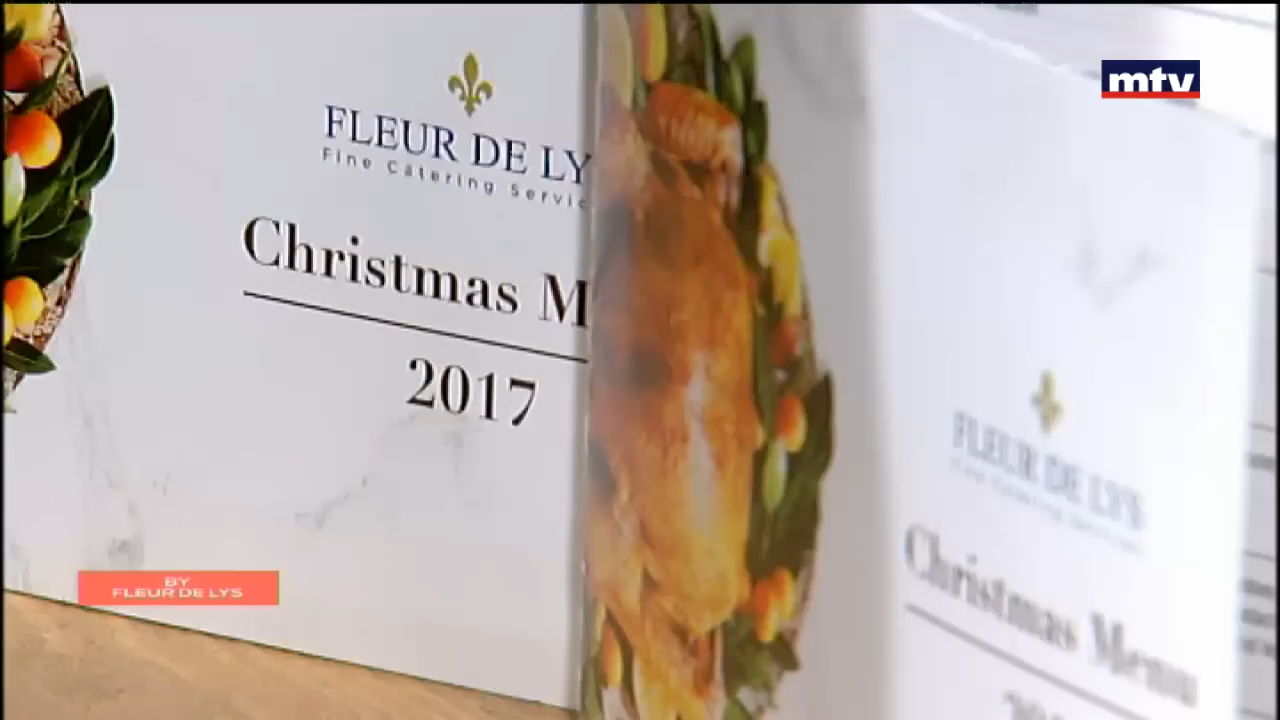 mtv
FLEUR DE LY
Fine Catering Servic
Christmas M
2017
FLEUR DE LYS
Fine Catering Services
Christmas Menu
BY
FLEUR DE LYS